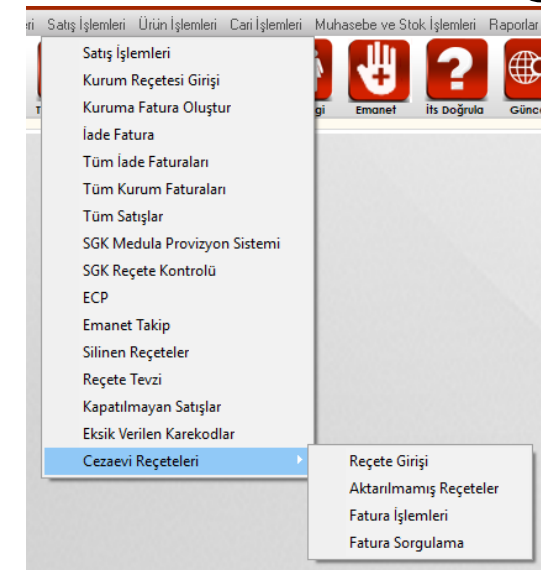 ri Satış İşlemleri Ürün İşlemleri Cari İşlemleri Muhasebe ve Stok İşlemleri Raporlar
T gi Emanet İts Doğrula Günc
Satış İşlemleri
Kurum Reçetesi Girişi
Kuruma Fatura Oluştur
İade Fatura
Tüm İade Faturaları
Tüm Kurum Faturaları
Tüm Satışlar
SGK Medula Provizyon Sistemi
SGK Reçete Kontrolü
ECP
Emanet Takip
Silinen Reçeteler
Reçete Tevzi
Kapatılmayan Satışlar
Eksik Verilen Karekodlar
Cezaevi Reçeteleri
Reçete Girişi
Aktarılmamış Reçeteler
Fatura İşlemleri
Fatura Sorgulama